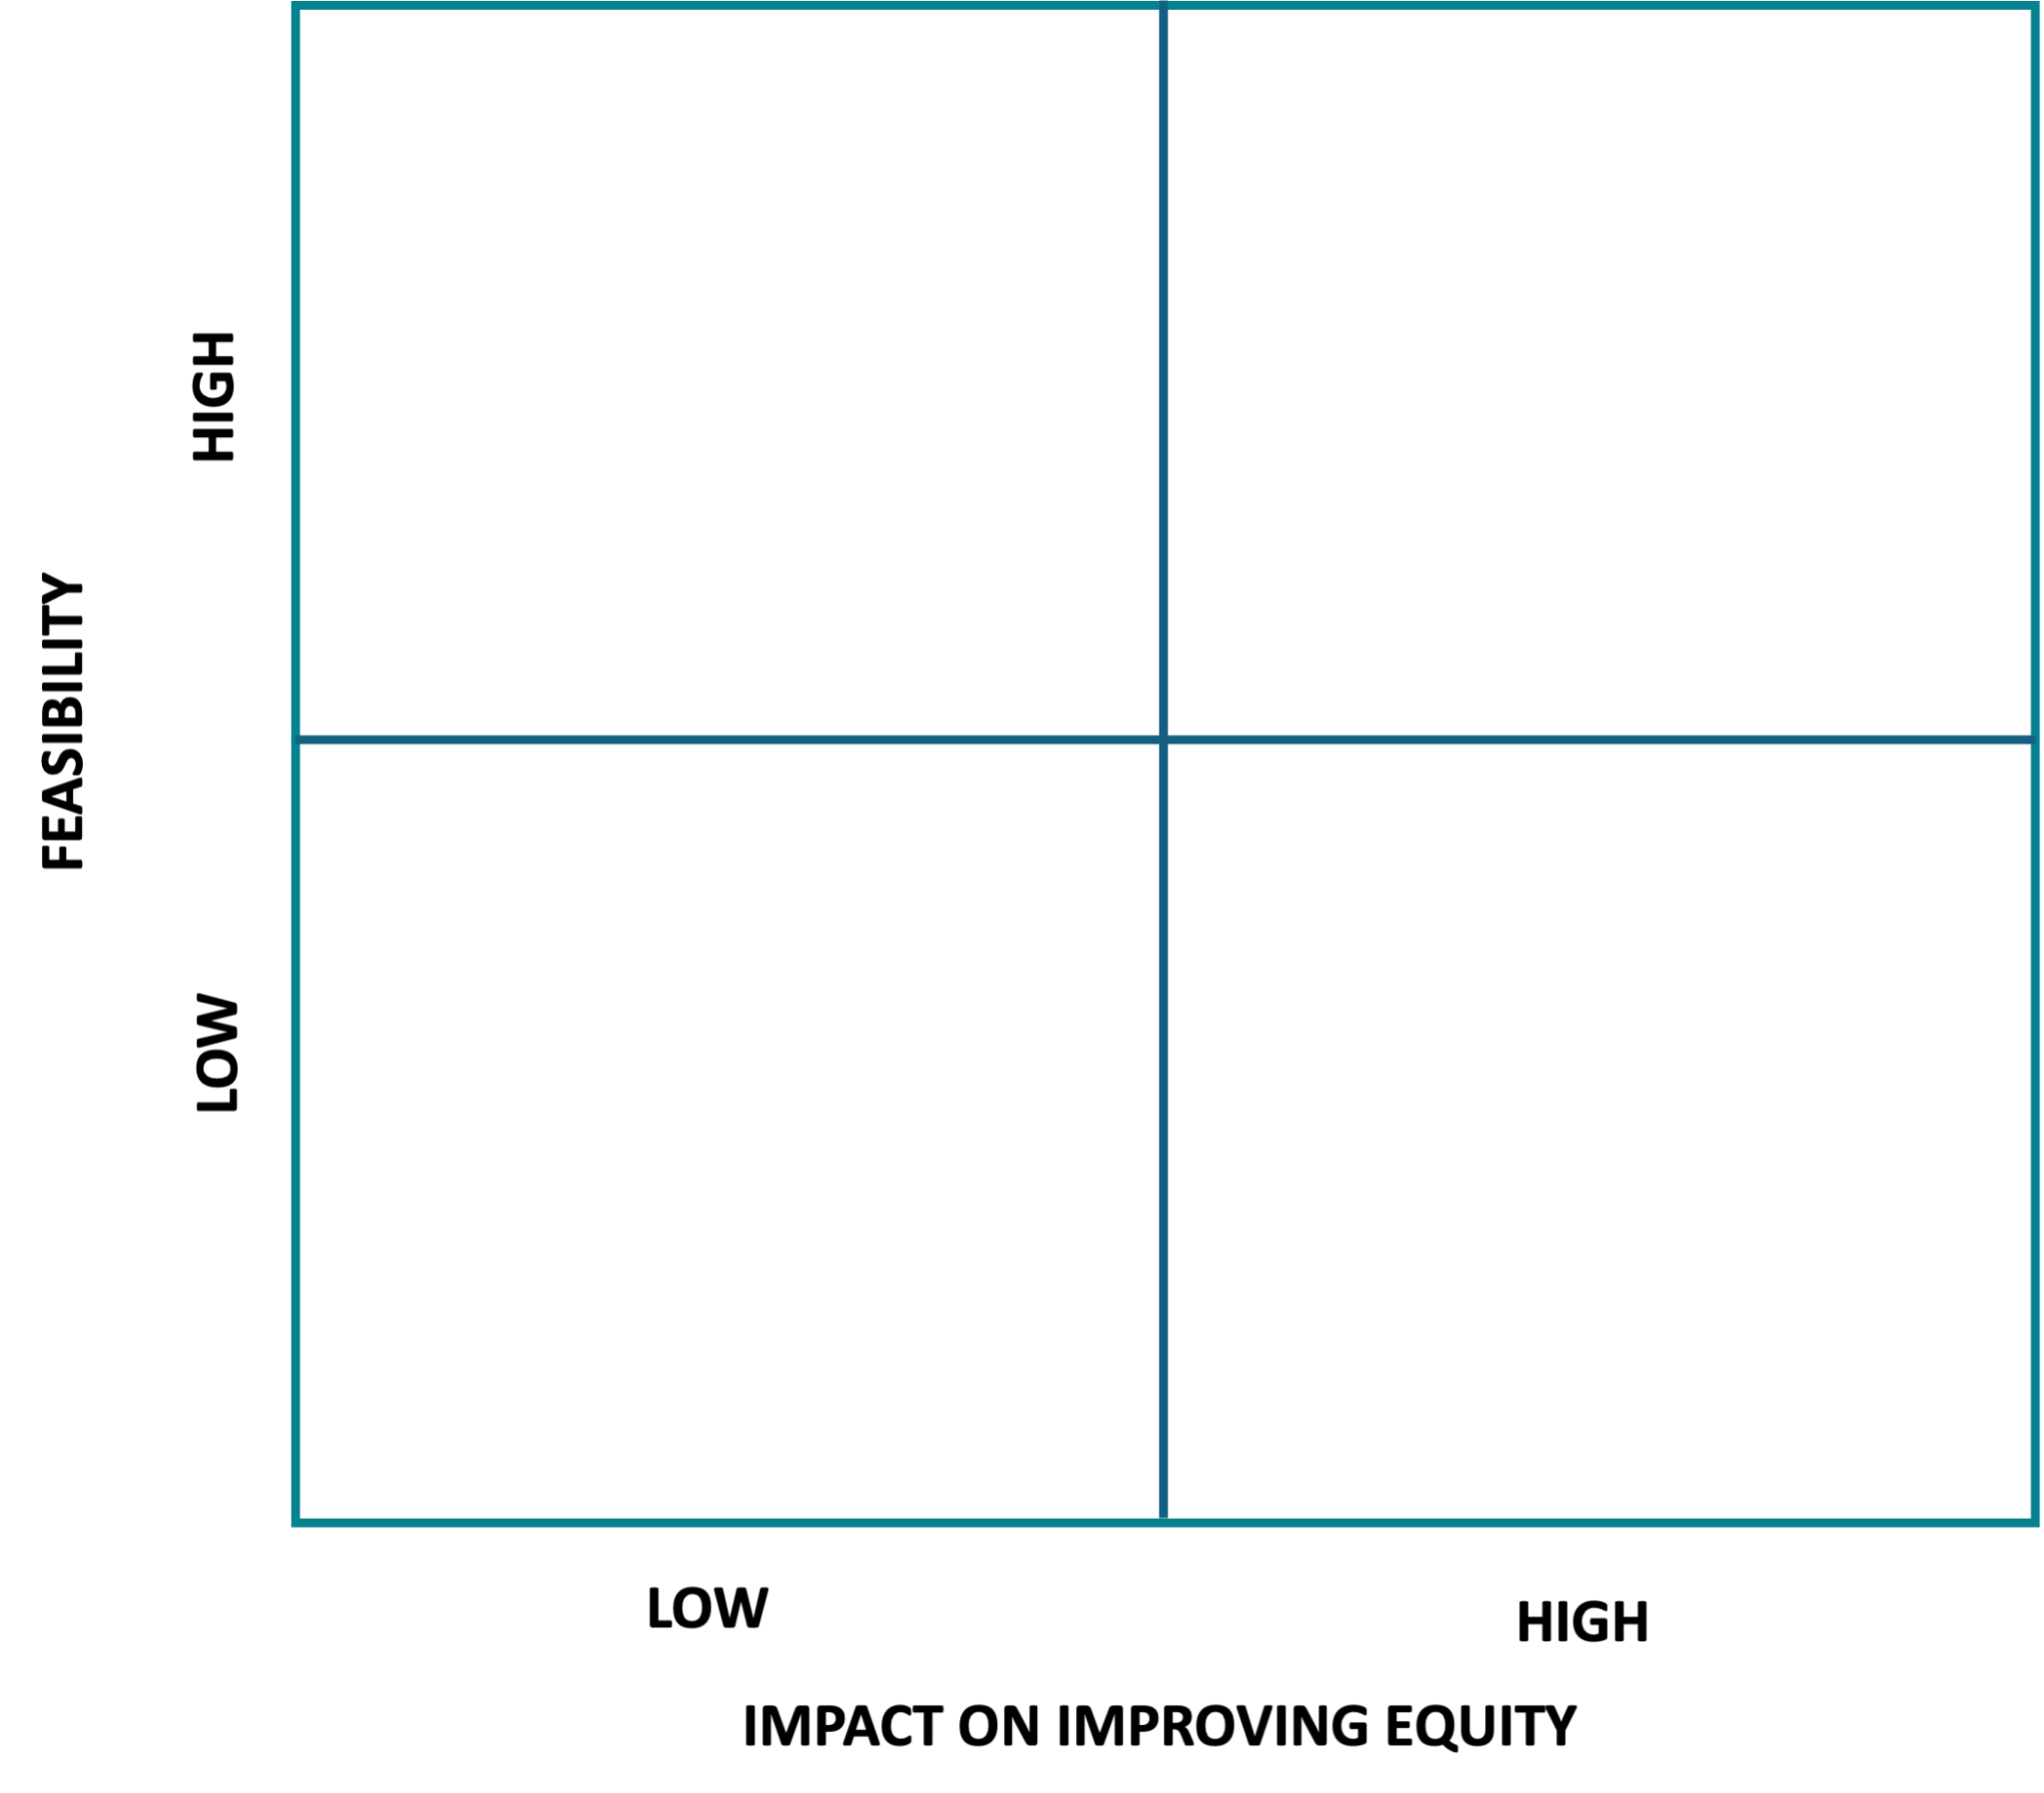 FEASIBILITY
HIGH
LOW
LOW
HIGH
IMPACT ON IMPROVING EQUITY